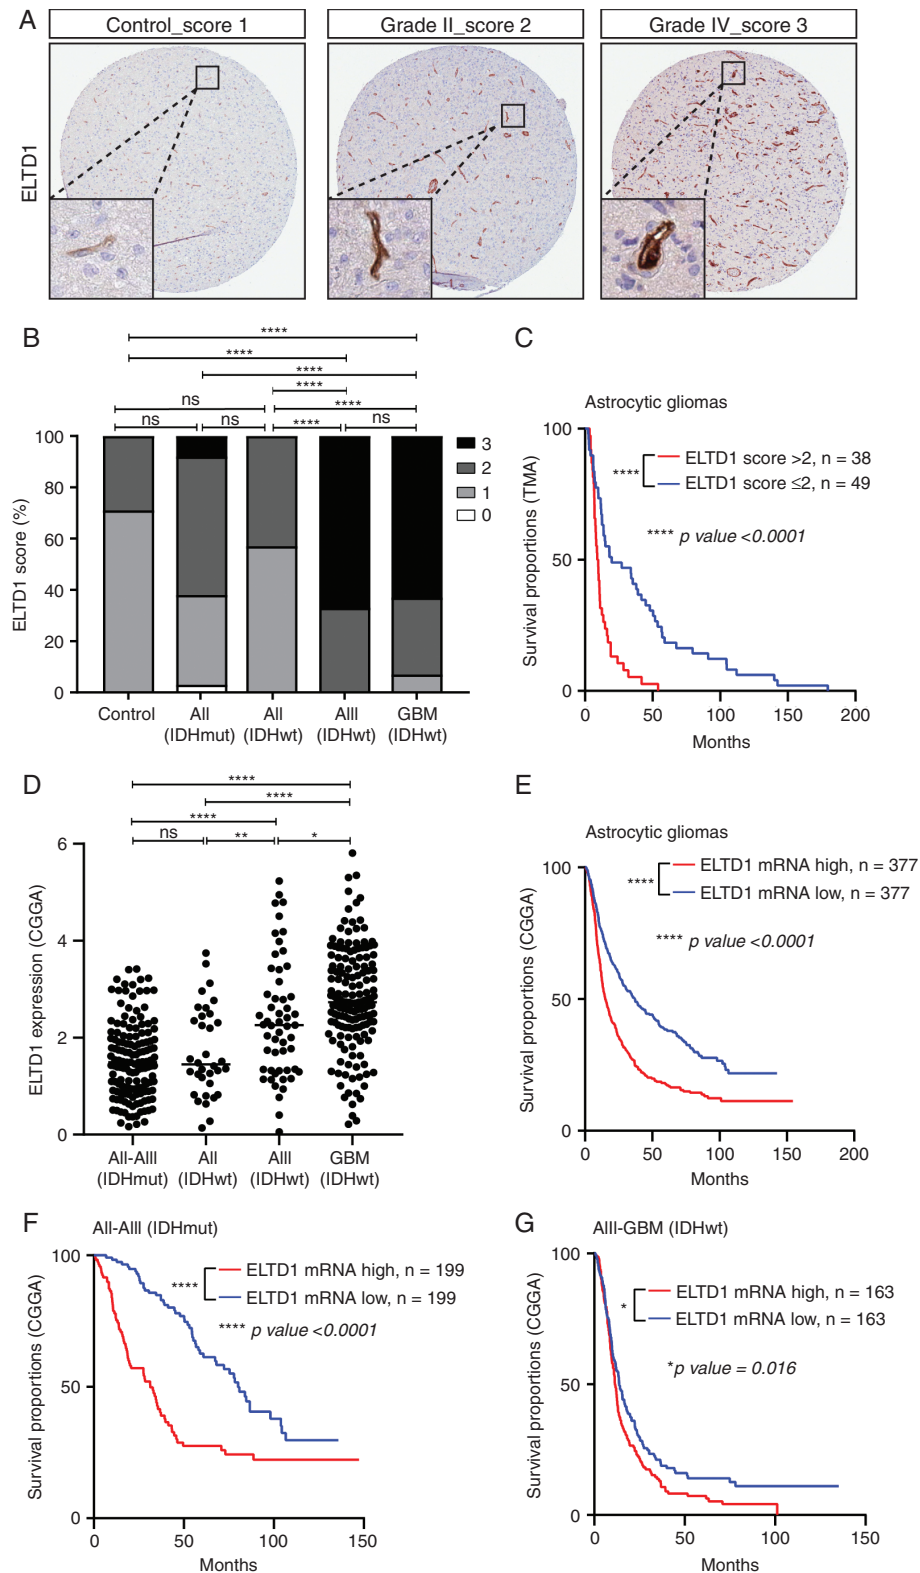 A
Control_score 1
Grade II_score 2
Grade IV_score 3
ELTD1
B
****
****
****
****
ns
****
ns
ns
****
ns
100
80
60
40
20
0
ELTD1 score (%)
3
2
1
0
Control
AII
(IDHmut)
AII
(IDHwt)
AIII
(IDHwt)
GBM
(IDHwt)
C
Astrocytic gliomas
100
50
0
Survival proportions (TMA)
**** ELTD1 score >2, n = 38
ELTD1 score ≤2, n = 49
**** p value <0.0001
0
50
100
150
200
Months
D
****
****
****
ns
**
*
6
4
2
0
ELTD1 expression (CGGA)
AII-AIII
(IDHmut)
AII
(IDHwt)
AIII
(IDHwt)
GBM
(IDHwt)
E
Astrocytic gliomas
100
50
0
Survival proportions (CGGA)
**** ELTD1 mRNA high, n = 377
ELTD1 mRNA low, n = 377
**** p value <0.0001
0
50
100
150
200
Months
F
AII-AIII (IDHmut)
100
50
0
Survival proportions (CGGA)
**** ELTD1 mRNA high, n = 199
ELTD1 mRNA low, n = 199
**** p value <0.0001
0
50
100
150
Months
G
AIII-GBM (IDHwt)
100
50
0
Survival proportions (CGGA)
* ELTD1 mRNA high, n = 163
ELTD1 mRNA low, n = 163
*p value = 0.016
0
50
100
150
Months